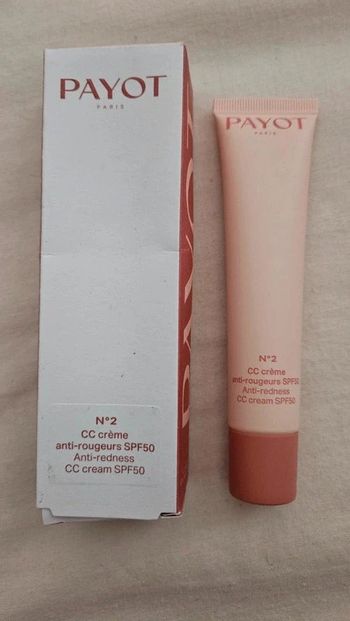 PAYOT
PARIS
N°2
CC crème
anti-rougeurs SPF50
Anti-redness
CC cream SPF50
PAYOT
PAYOT
PARIS
N°2
CC crème
anti-rougeurs SPF50
Anti-redness
CC cream SPF50